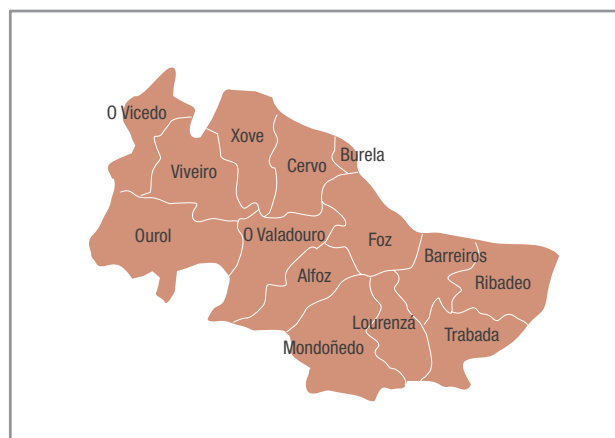 O Vicedo
Xove
Burela
Cervo
Viveiro
Ourol
O Valadouro
Foz
Barreiros
Alfoz
Ribadeo
Lourenzá
Trabada
Mondoñedo